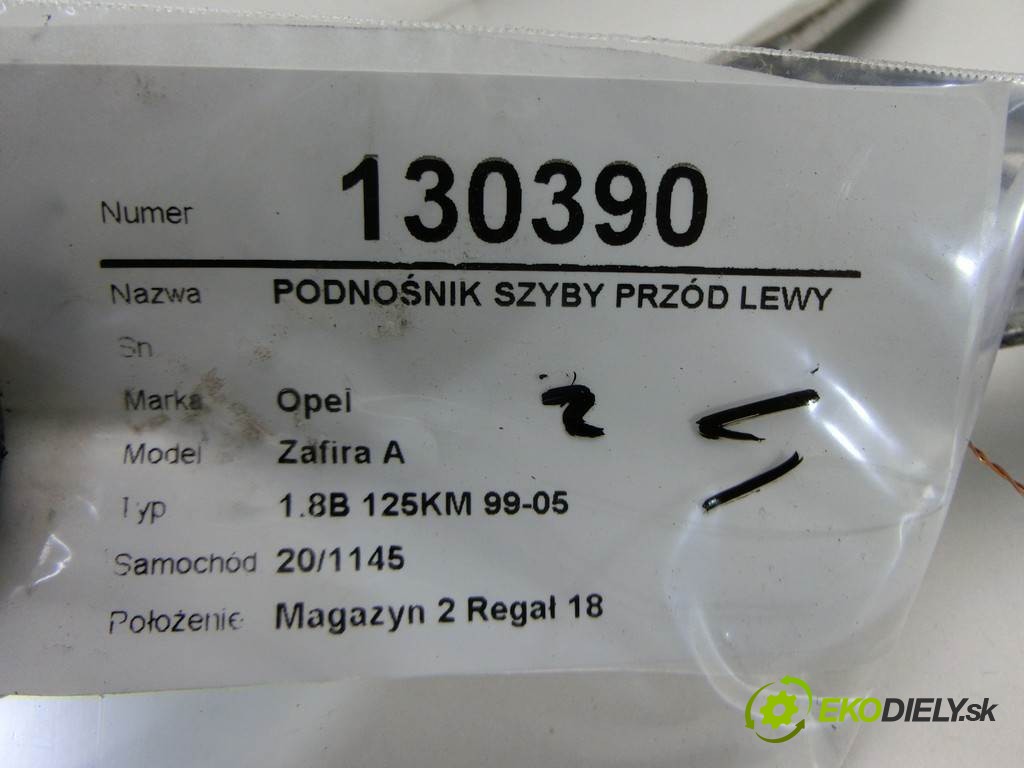 Numer 130390
Nazwa PODNOŚNIK SZYBY PRZÓD LEWY
Sn
Marka Opel 2
Model Zafira A
Typ 1.8B 125KM 99-05
Samochód 20/1145
Położenie Magazyn 2 Regał 18
EKODIELY.sk